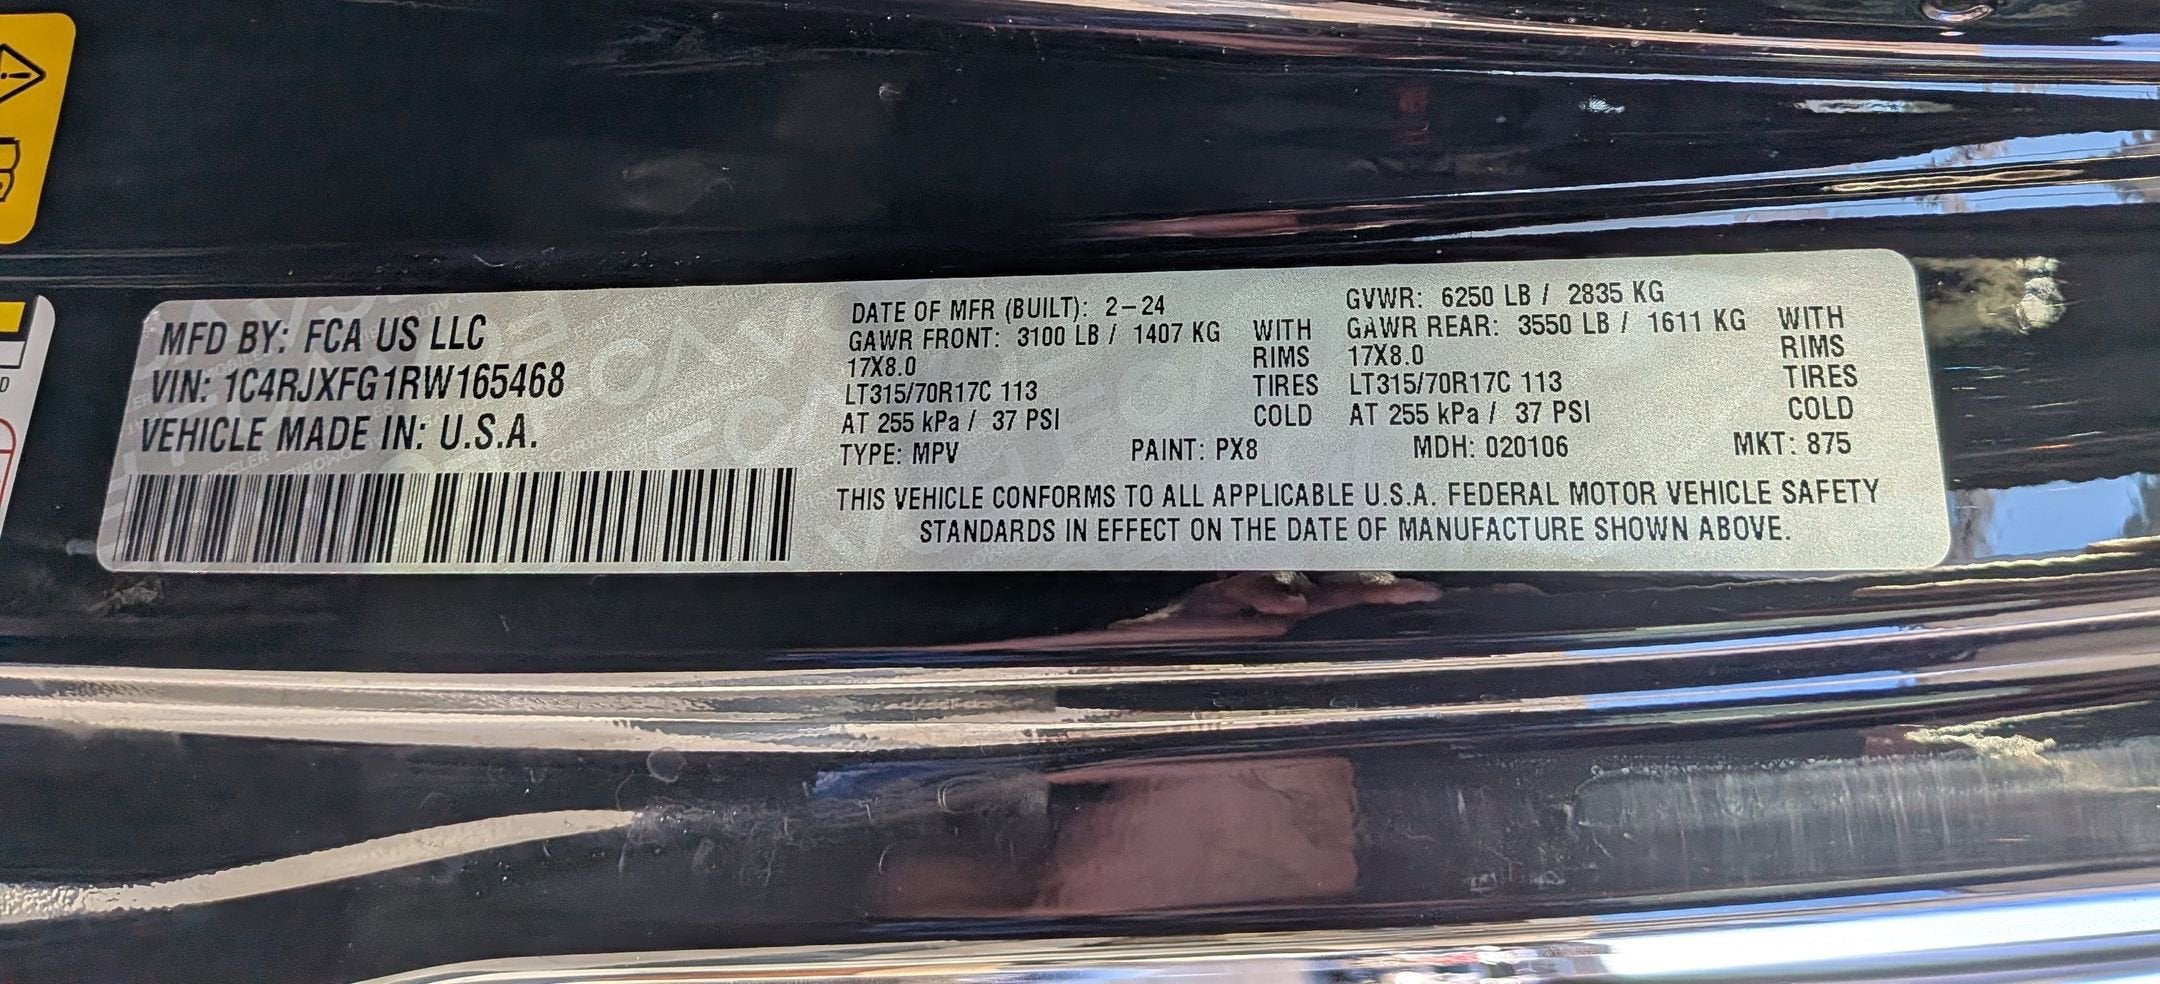 MFD BY: FCA US LLC
VIN: 1C4RJXFG1RW165468
VEHICLE MADE IN: U.S.A.
DATE OF MFR (BUILT): 2-24
GAWR FRONT: 3100 LB / 1407 KG WITH
17X8.0 RIMS
LT315/70R17C 113 TIRES
AT 255 kPa / 37 PSI COLD
GVWR: 6250 LB / 2835 KG
GAWR REAR: 3550 LB / 1611 KG WITH
17X8.0 RIMS
LT315/70R17C 113 TIRES
AT 255 kPa / 37 PSI COLD
TYPE: MPV PAINT: PX8 MDH: 020106 MKT: 875
THIS VEHICLE CONFORMS TO ALL APPLICABLE U.S.A. FEDERAL MOTOR VEHICLE SAFETY
STANDARDS IN EFFECT ON THE DATE OF MANUFACTURE SHOWN ABOVE.